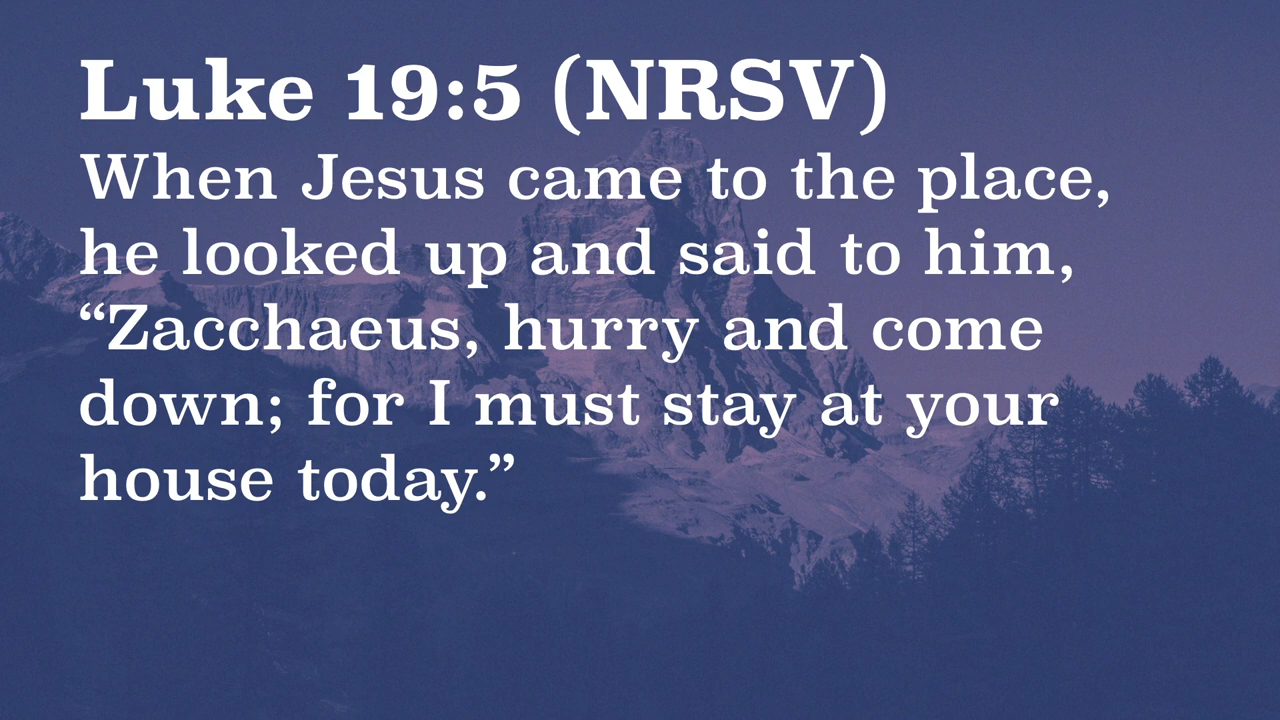 Luke 19:5 (NRSV)
When Jesus came to the place,
he looked up and said to him,
“Zacchaeus, hurry and come
down; for I must stay at your
house today.”